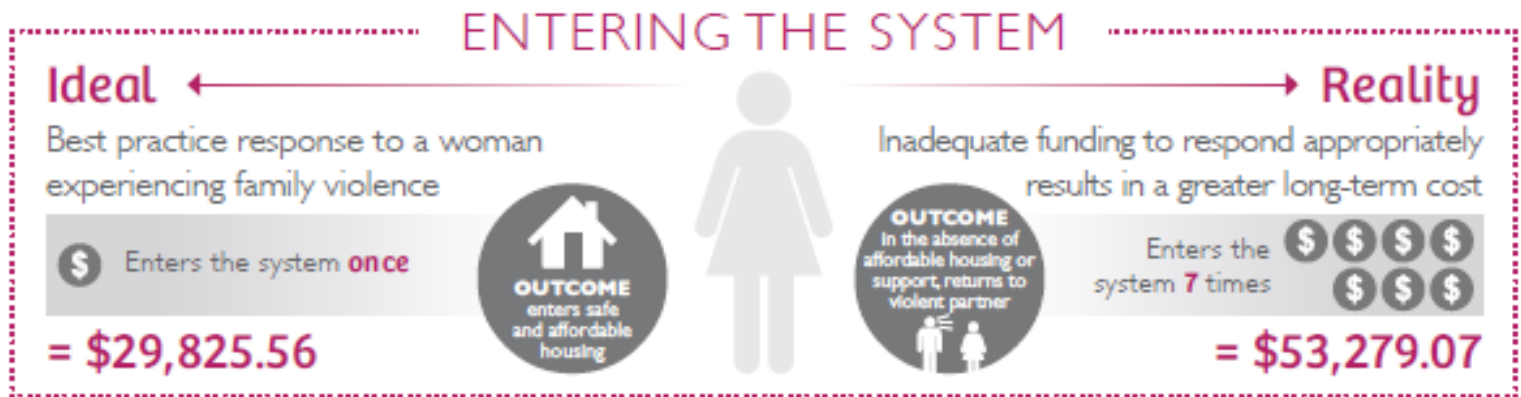 ENTERING THE SYSTEM
Ideal
Best practice response to a woman
experiencing family violence
$ Enters the system once
= $29,825.56
OUTCOME
enters safe
and affordable
housing
Reality
Inadequate funding to respond appropriately
results in a greater long-term cost
OUTCOME
In the absence of
affordable housing or
support, returns to
violent partner
Enters the
system 7 times
$ $ $ $
$ $ $
= $53,279.07